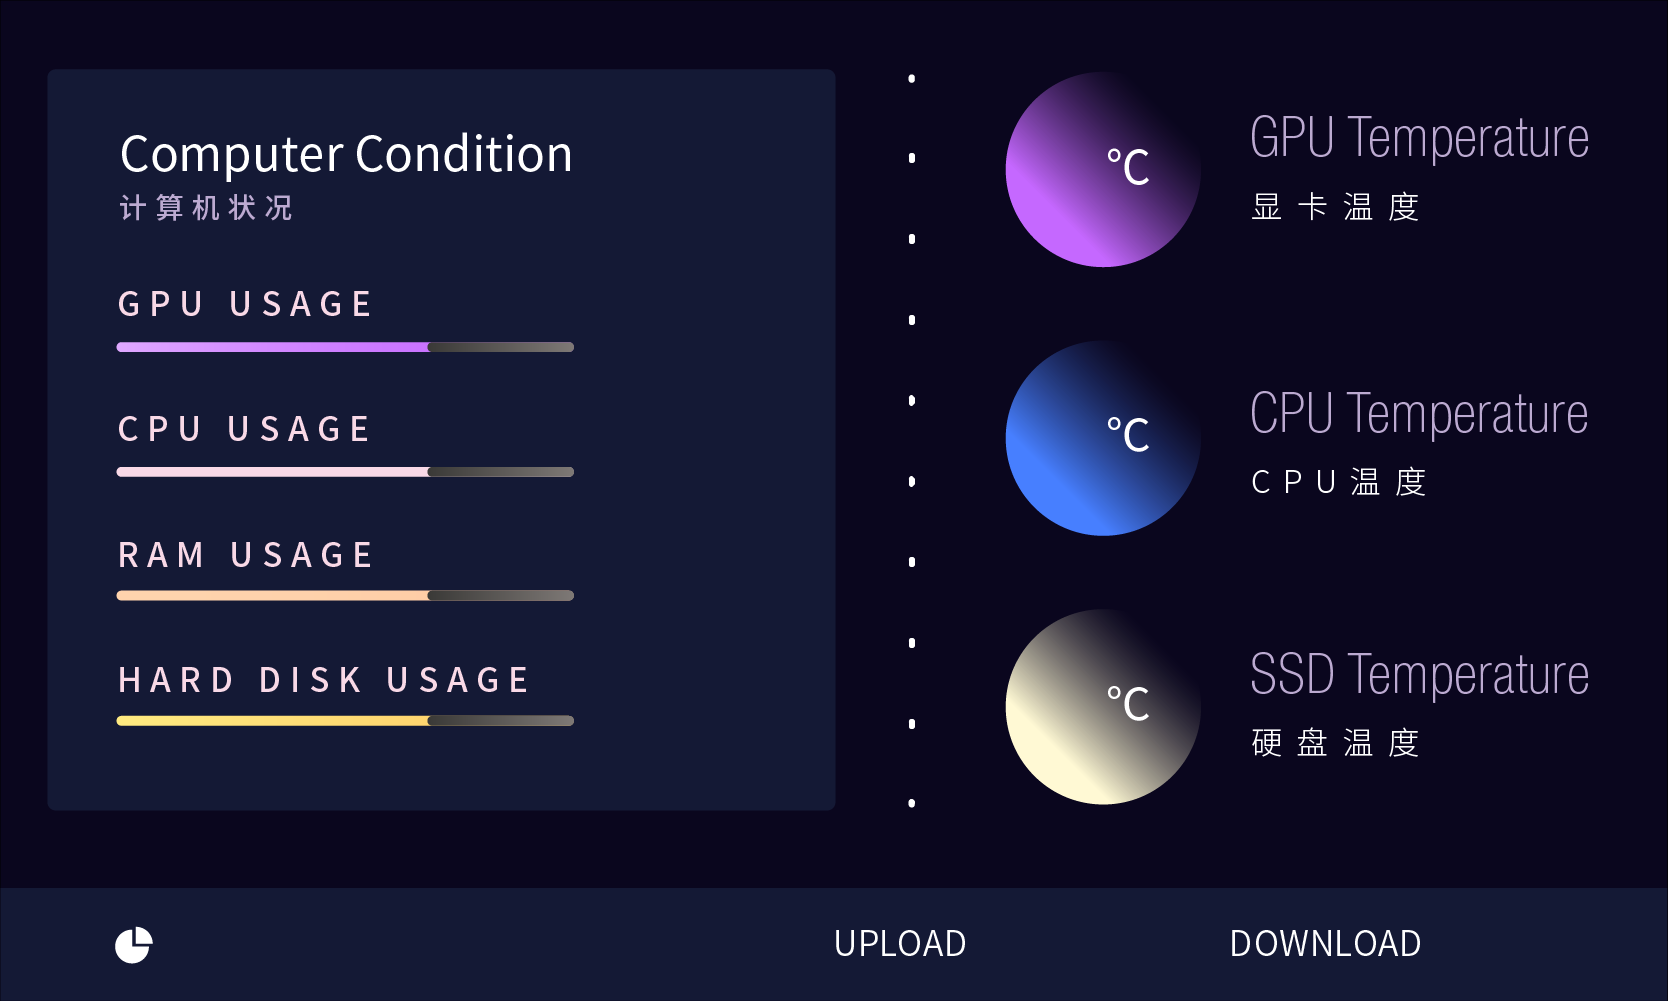 Computer Condition
计算机状况
GPU USAGE
CPU USAGE
RAM USAGE
HARD DISK USAGE
℃
GPU Temperature
显卡温度
℃
CPU Temperature
CPU温度
℃
SSD Temperature
硬盘温度
UPLOAD
DOWNLOAD